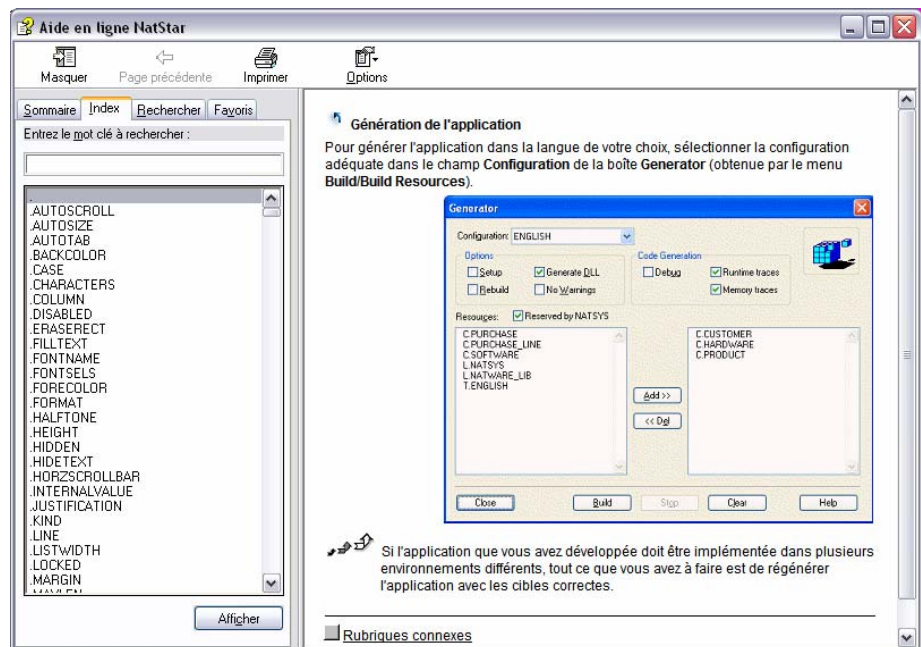 Aide en ligne NatStar
Masquer
Page précédente
Imprimer
Options
Sommaire
Index
Rechercher
Favoris
Entrez le mot clé à rechercher :
.
.AUTOSCROLL
.AUTOSIZE
.AUTOTAB
.BACKCOLOR
.CASE
.CHARACTERS
.COLUMN
.DISABLED
.ERASERECT
.FILLTEXT
.FONTNAME
.FONTSELS
.FORECOLOR
.FORMAT
.HALFTONE
.HEIGHT
.HIDDEN
.HIDETEXT
.HORZSCROLLBAR
.INTERNALVALUE
.JUSTIFICATION
.KIND
.LINE
.LISTWIDTH
.LOCKED
.MARGIN
.MAXLEN
Afficher
Génération de l'application
Pour générer l'application dans la langue de votre choix, sélectionner la configuration
adéquate dans le champ Configuration de la boîte Generator (obtenue par le menu
Build/Build Resources).
Generator
Configuration: ENGLISH
Options
Setup
Generate DLL
Rebuild
No Warnings
Code Generation
Debug
Runtime traces
Memory traces
Resources:
Reserved by NATSYS
C.PURCHASE
C.PURCHASE_LINE
C.SOFTWARE
L.NATSYS
L.NATWARE_LIB
T.ENGLISH
Add >>
<< Del
C.CUSTOMER
C.HARDWARE
C.PRODUCT
Close
Build
Stop
Clear
Help
Si l'application que vous avez développée doit être implémentée dans plusieurs
environnements différents, tout ce que vous avez à faire est de régénérer
l'application avec les cibles correctes.
Rubriques connexes